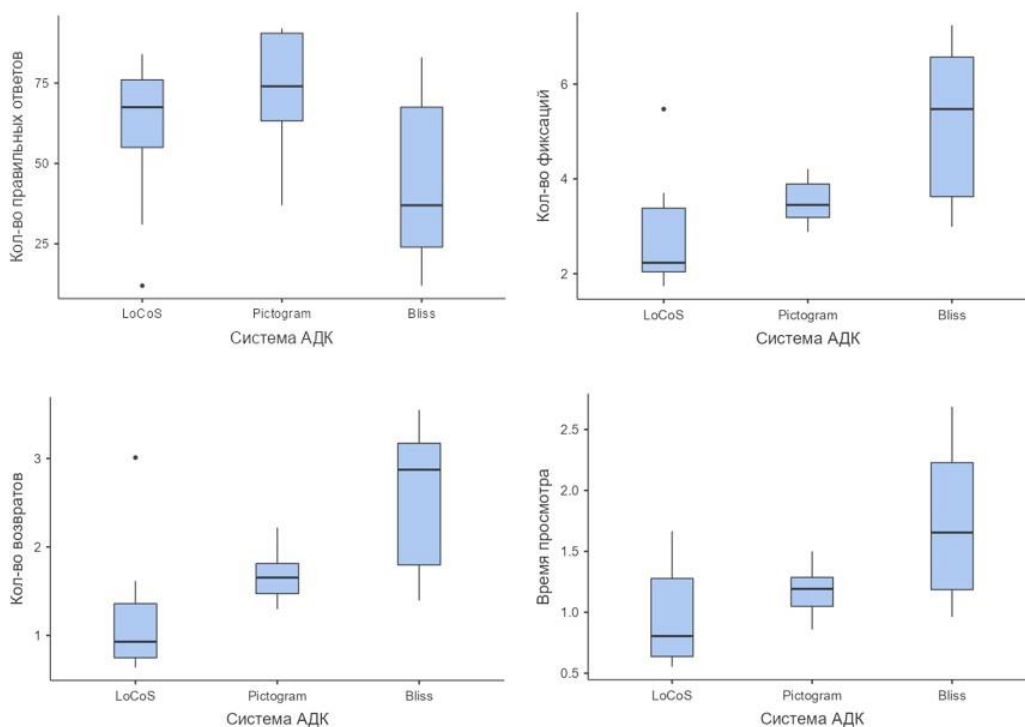 Кол-во правильных ответов
75
50
25
LoCoS Pictogram Bliss
Система АДК
Кол-во фиксаций
6
4
2
LoCoS Pictogram Bliss
Система АДК
Кол-во возвратов
3
2
1
LoCoS Pictogram Bliss
Система АДК
Время просмотра
2.5
2.0
1.5
1.0
0.5
LoCoS Pictogram Bliss
Система АДК